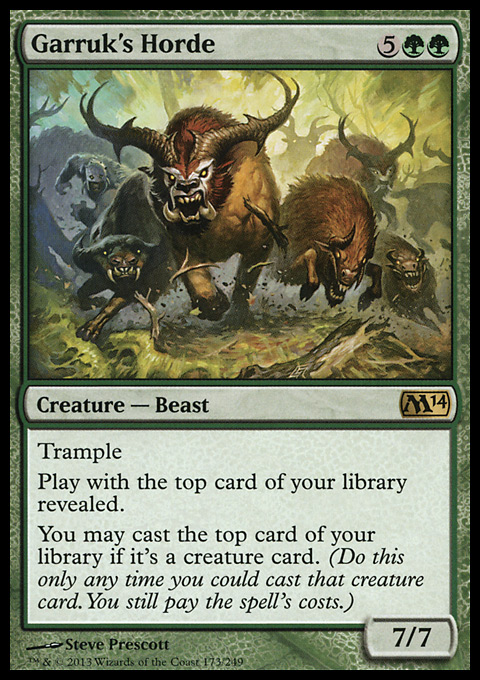 Garruk's Horde 5
Creature — Beast M14
Trample
Play with the top card of your library
revealed.
You may cast the top card of your
library if it's a creature card. (Do this
only any time you could cast that creature
card. You still pay the spell's costs.)
7/7
Steve Prescott
™ & © 2013 Wizards of the Coast 173/249